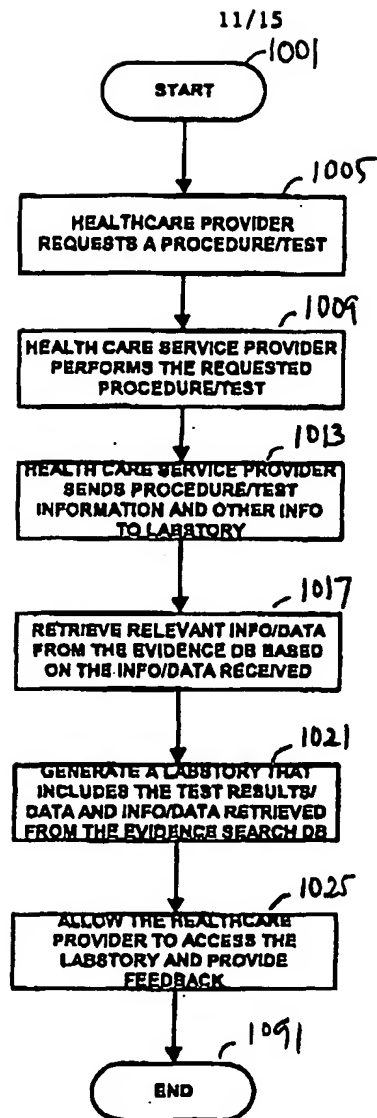 11/15
1001
START
1005
HEALTHCARE PROVIDER
REQUESTS A PROCEDURE/TEST
1009
HEALTH CARE SERVICE PROVIDER
PERFORMS THE REQUESTED
PROCEDURE/TEST
1013
HEALTH CARE SERVICE PROVIDER
SENDS PROCEDURE/TEST
INFORMATION AND OTHER INFO
TO LABSTORY
1017
RETRIEVE RELEVANT INFO/DATA
FROM THE EVIDENCE DB BASED
ON THE INFO/DATA RECEIVED
1021
GENERATE A LABSTORY THAT
INCLUDES THE TEST RESULTS/
DATA AND INFO/DATA RETRIEVED
FROM THE EVIDENCE SEARCH DB
1025
ALLOW THE HEALTHCARE
PROVIDER TO ACCESS THE
LABSTORY AND PROVIDE
FEEDBACK
1091
END